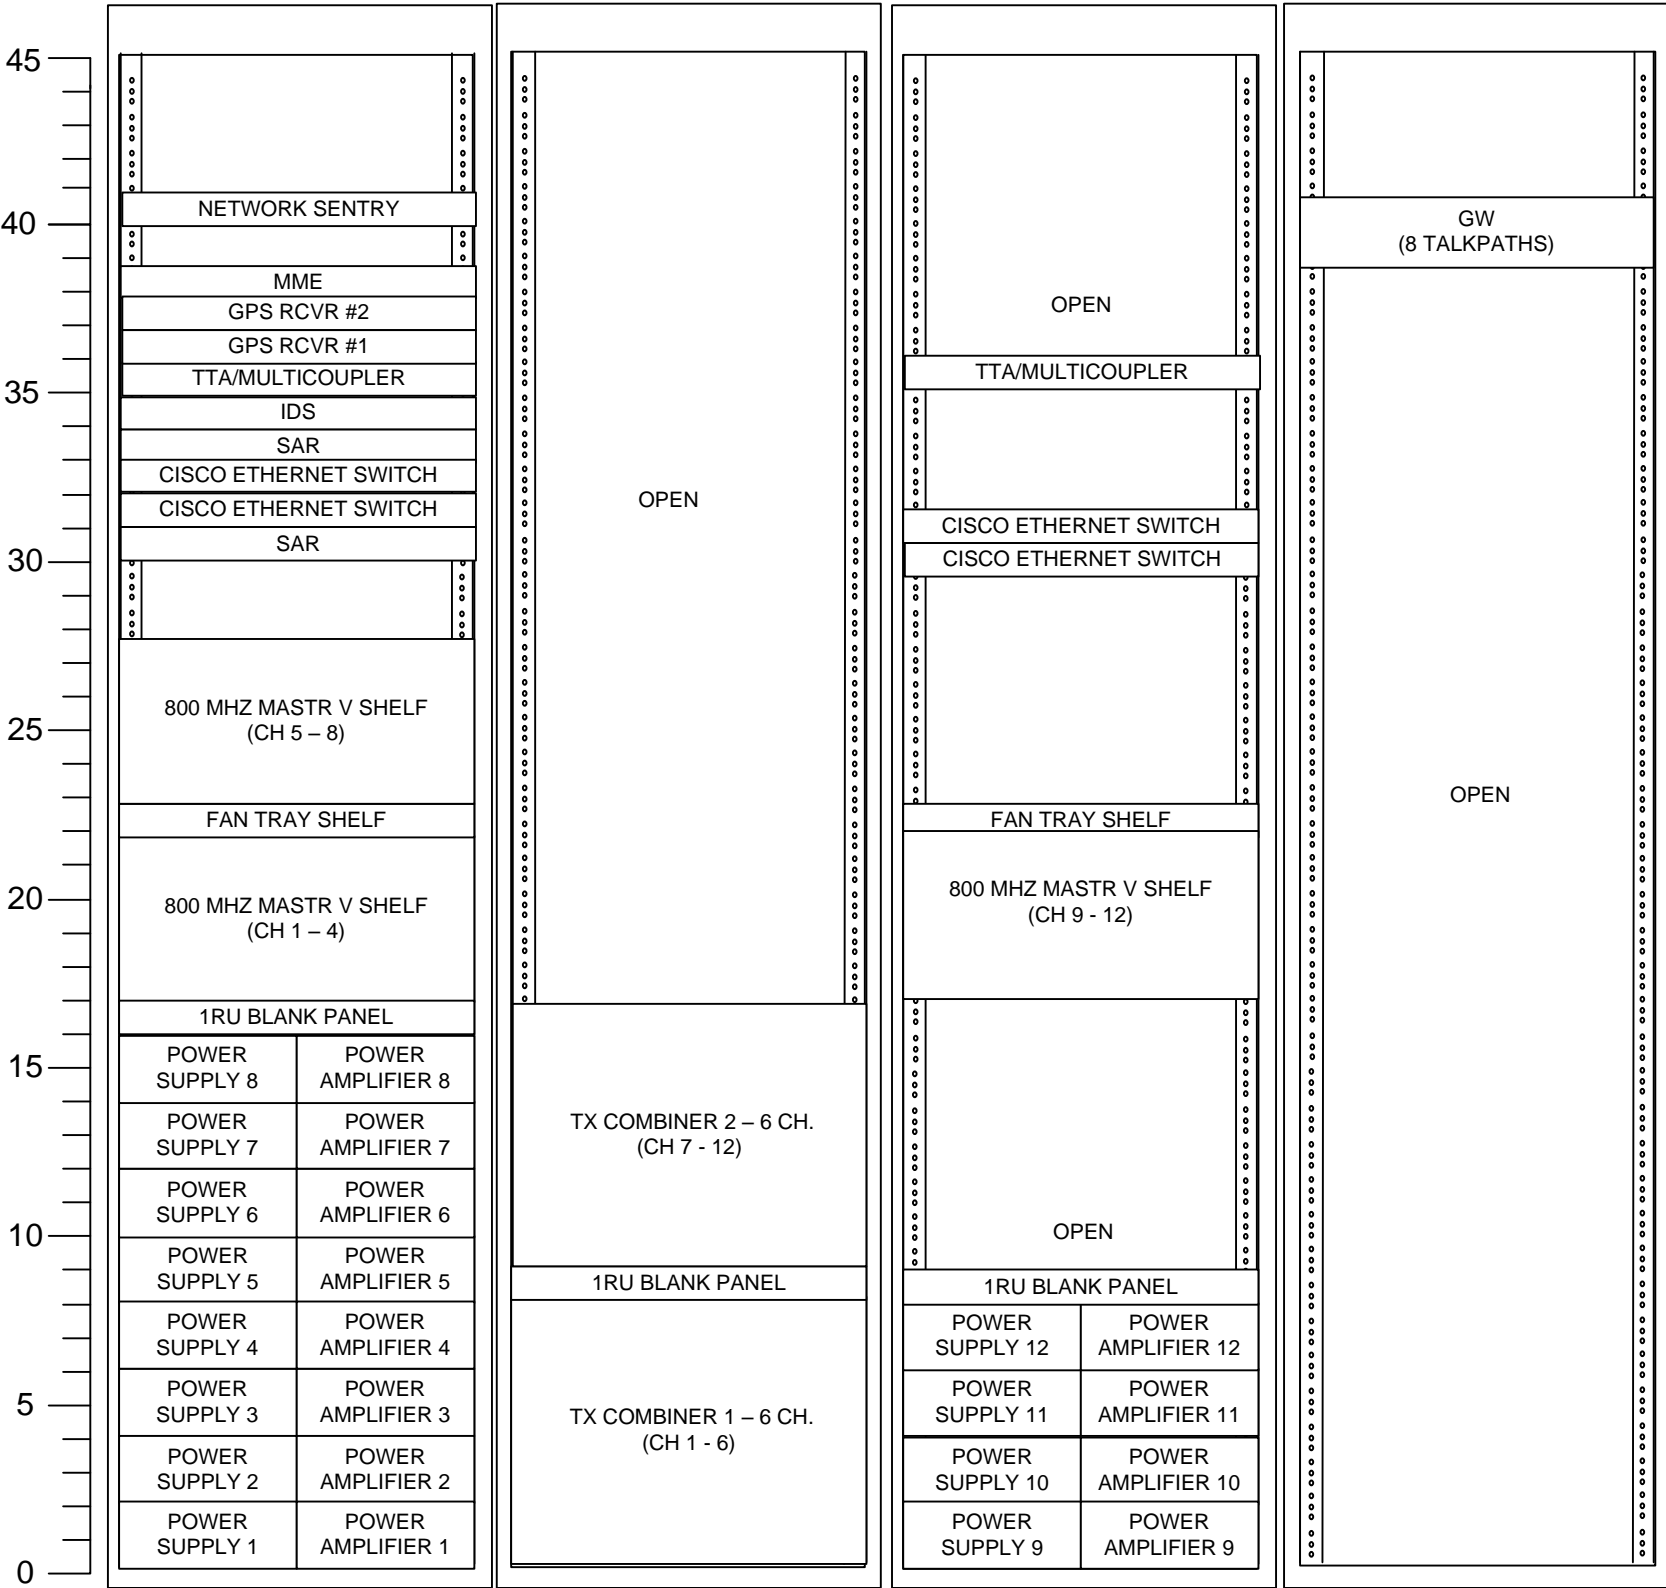 45
40
35
30
25
20
15
10
5
0
NETWORK SENTRY
MME
GPS RCVR #2
GPS RCVR #1
TTA/MULTICOUPLER
IDS
SAR
CISCO ETHERNET SWITCH
CISCO ETHERNET SWITCH
SAR
800 MHZ MASTR V SHELF
(CH 5 – 8)
FAN TRAY SHELF
800 MHZ MASTR V SHELF
(CH 1 – 4)
1RU BLANK PANEL
POWER
SUPPLY 8
POWER
AMPLIFIER 8
POWER
SUPPLY 7
POWER
AMPLIFIER 7
POWER
SUPPLY 6
POWER
AMPLIFIER 6
POWER
SUPPLY 5
POWER
AMPLIFIER 5
POWER
SUPPLY 4
POWER
AMPLIFIER 4
POWER
SUPPLY 3
POWER
AMPLIFIER 3
POWER
SUPPLY 2
POWER
AMPLIFIER 2
POWER
SUPPLY 1
POWER
AMPLIFIER 1
OPEN
TX COMBINER 2 – 6 CH.
(CH 7 - 12)
1RU BLANK PANEL
TX COMBINER 1 – 6 CH.
(CH 1 - 6)
OPEN
TTA/MULTICOUPLER
CISCO ETHERNET SWITCH
CISCO ETHERNET SWITCH
FAN TRAY SHELF
800 MHZ MASTR V SHELF
(CH 9 - 12)
OPEN
1RU BLANK PANEL
POWER
SUPPLY 12
POWER
AMPLIFIER 12
POWER
SUPPLY 11
POWER
AMPLIFIER 11
POWER
SUPPLY 10
POWER
AMPLIFIER 10
POWER
SUPPLY 9
POWER
AMPLIFIER 9
GW
(8 TALKPATHS)
OPEN